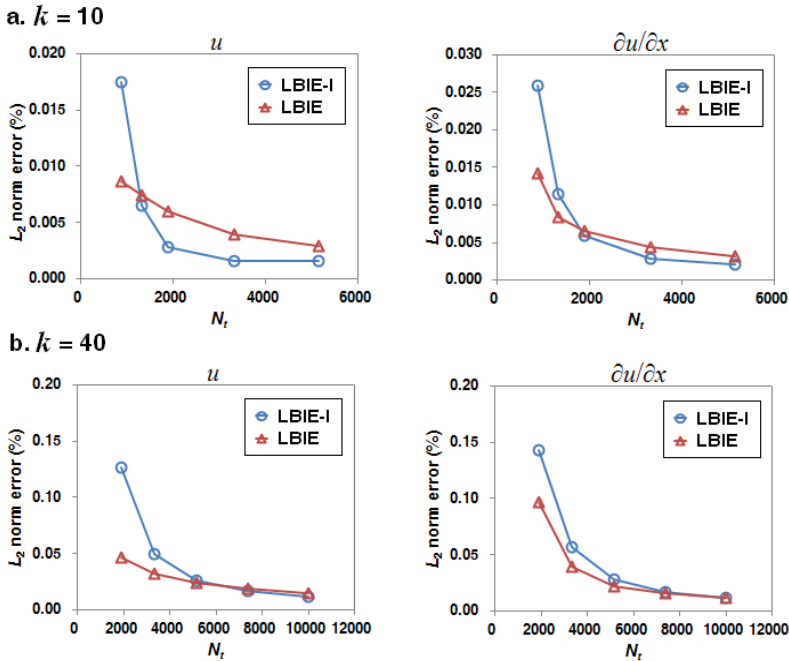 a. k = 10
u
L2 norm error (%)
0.020
0.015
0.010
0.005
0.000
0 2000 4000 6000
Nt
LBIE-I
LBIE
∂u/∂x
L2 norm error (%)
0.030
0.025
0.020
0.015
0.010
0.005
0.000
0 2000 4000 6000
Nt
LBIE-I
LBIE
b. k = 40
u
L2 norm error (%)
0.20
0.15
0.10
0.05
0.00
0 2000 4000 6000 8000 10000 12000
Nt
LBIE-I
LBIE
∂u/∂x
L2 norm error (%)
0.20
0.15
0.10
0.05
0.00
0 2000 4000 6000 8000 10000 12000
Nt
LBIE-I
LBIE